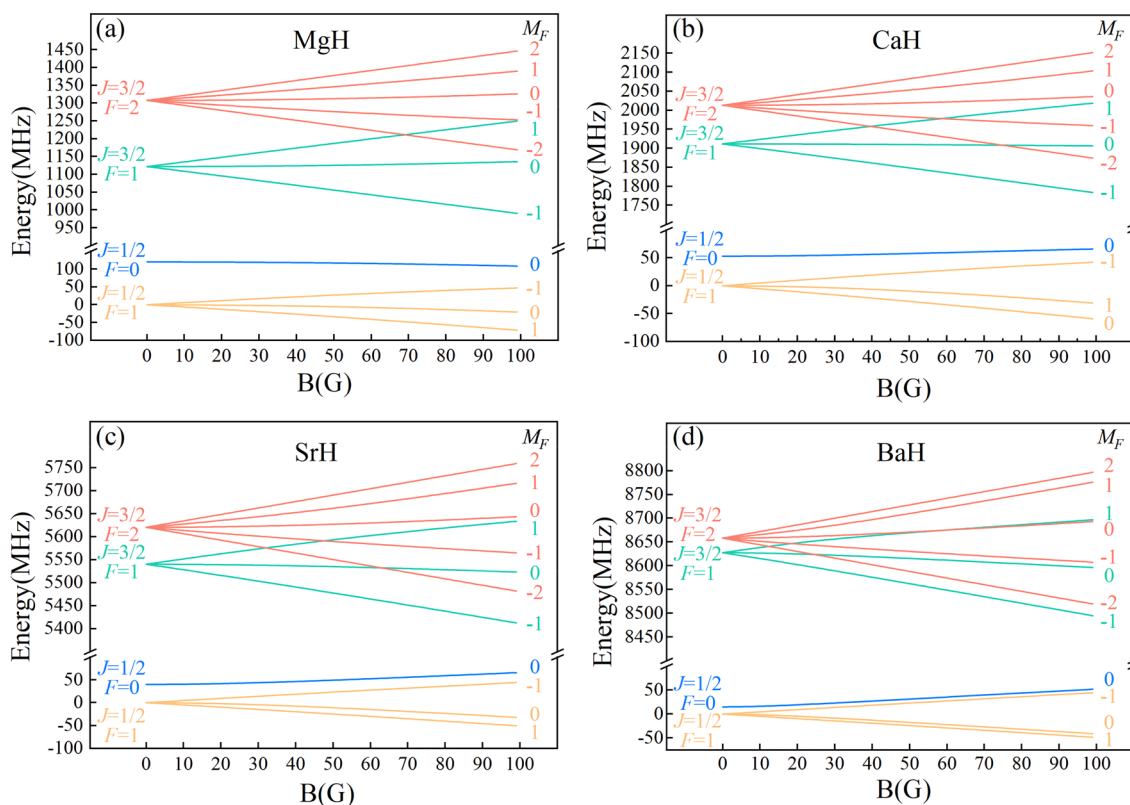 (a)
MgH
M_F
Energy(MHz)
1450
1400
1350
1300
1250
1200
1150
1100
1050
1000
950
100
50
0
-50
-100
J=3/2
F=2
J=3/2
F=1
J=1/2
F=0
J=1/2
F=1
2
1
0
-1
1
-2
0
-1
0
-1
0
1
0 10 20 30 40 50 60 70 80 90 100
B(G)
(b)
CaH
M_F
Energy(MHz)
2150
2100
2050
2000
1950
1900
1850
1800
1750
50
0
-50
-100
J=3/2
F=2
J=3/2
F=1
J=1/2
F=0
J=1/2
F=1
2
1
0
1
-1
0
-2
-1
0
-1
1
0
0 10 20 30 40 50 60 70 80 90 100
B(G)
(c)
SrH
M_F
Energy(MHz)
5750
5700
5650
5600
5550
5500
5450
5400
50
0
-50
-100
J=3/2
F=2
J=3/2
F=1
J=1/2
F=0
J=1/2
F=1
2
1
0
1
-1
0
-2
-1
0
-1
0
1
0 10 20 30 40 50 60 70 80 90 100
B(G)
(d)
BaH
M_F
Energy(MHz)
8800
8750
8700
8650
8600
8550
8500
8450
50
0
-50
J=3/2
F=2
J=3/2
F=1
J=1/2
F=0
J=1/2
F=1
2
1
1
0
-1
0
-2
-1
0
-1
0
1
0 10 20 30 40 50 60 70 80 90 100
B(G)